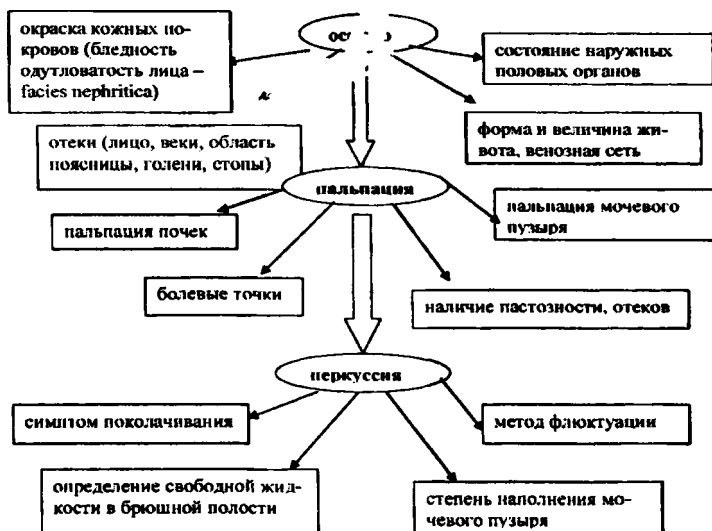 окраска кожных по-
кровов (бледность
одутловатость лица –
facies nephritica)
состояние наружных
половых органов
отеки (лицо, веки, область
поясницы, голени, стопы)
форма и величина жи-
вота, венозная сеть
пальпация
пальпация почек
пальпация мочевого
пузыря
болевые точки
наличие пастозности, отеков
перкуссия
симптом поколачивания
метод флюктуации
определение свободной жид-
кости в брюшной полости
степень наполнения мо-
чевого пузыря